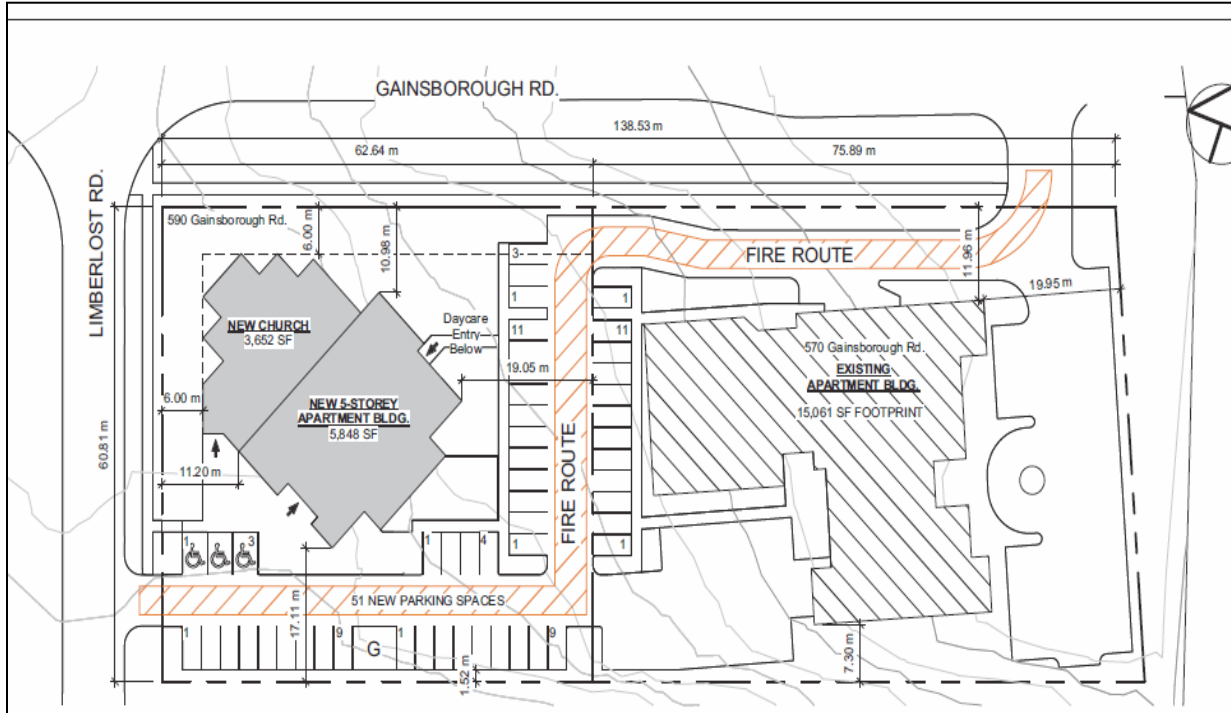 GAINSBOROUGH RD.
138.53 m
62.64 m
75.89 m
LIMBERLOST RD.
590 Gainsborough Rd.
6.00 m
10.98 m
3
1
1
FIRE ROUTE
11.96 m
19.95 m
NEW CHURCH
3,652 SF
Daycare
Entry
Below
11
11
570 Gainsborough Rd.
EXISTING
APARTMENT BLDG.
15,061 SF FOOTPRINT
19.05 m
6.00 m
NEW 5-STOREY
APARTMENT BLDG.
5,848 SF
60.81 m
11.20 m
FIRE ROUTE
1
3
1
4
1
1
51 NEW PARKING SPACES
17.11 m
1
9
1
9
G
1.52 m
7.30 m